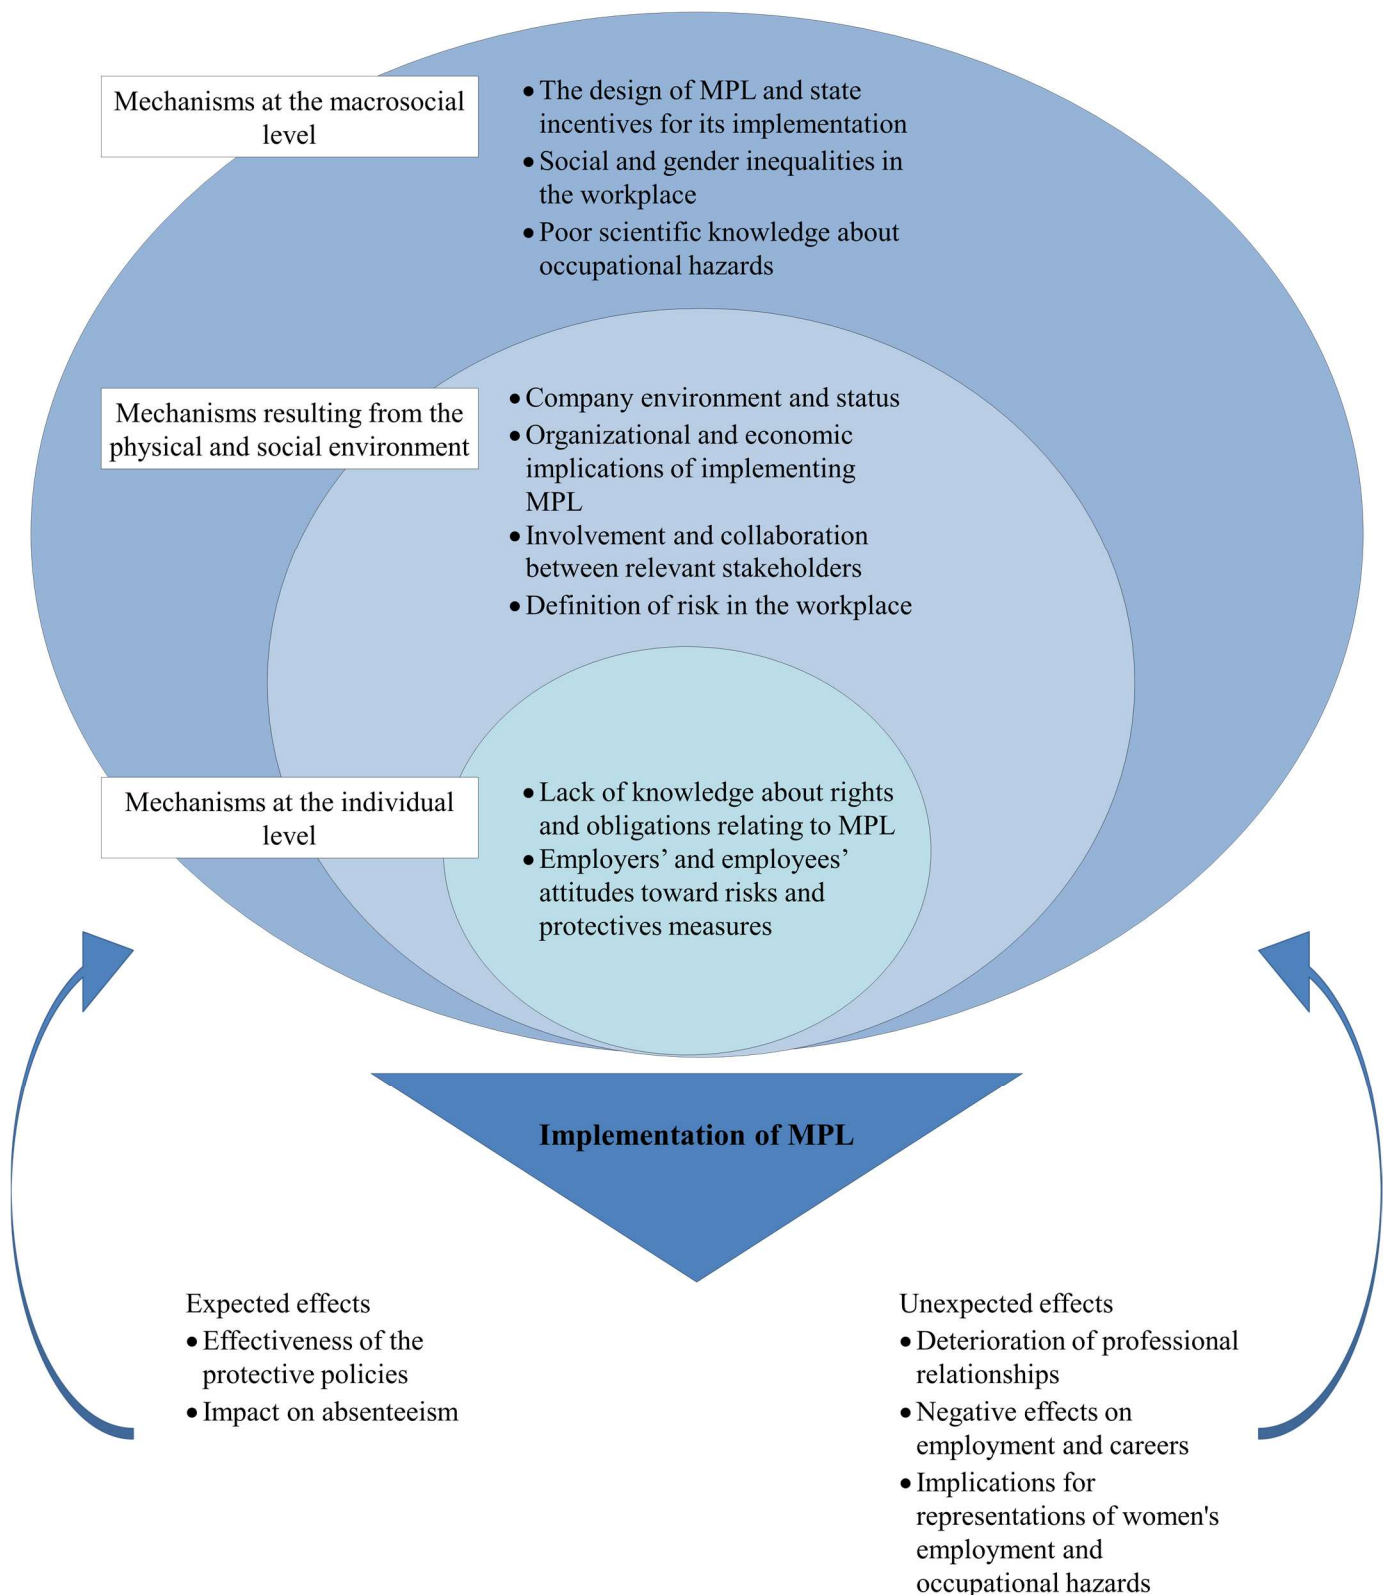 Mechanisms at the macrosocial
level
• The design of MPL and state
incentives for its implementation
• Social and gender inequalities in
the workplace
• Poor scientific knowledge about
occupational hazards
Mechanisms resulting from the
physical and social environment
• Company environment and status
• Organizational and economic
implications of implementing
MPL
• Involvement and collaboration
between relevant stakeholders
• Definition of risk in the workplace
Mechanisms at the individual
level
• Lack of knowledge about rights
and obligations relating to MPL
• Employers’ and employees’
attitudes toward risks and
protectives measures
Implementation of MPL
Expected effects
• Effectiveness of the
protective policies
• Impact on absenteeism
Unexpected effects
• Deterioration of professional
relationships
• Negative effects on
employment and careers
• Implications for
representations of women's
employment and
occupational hazards